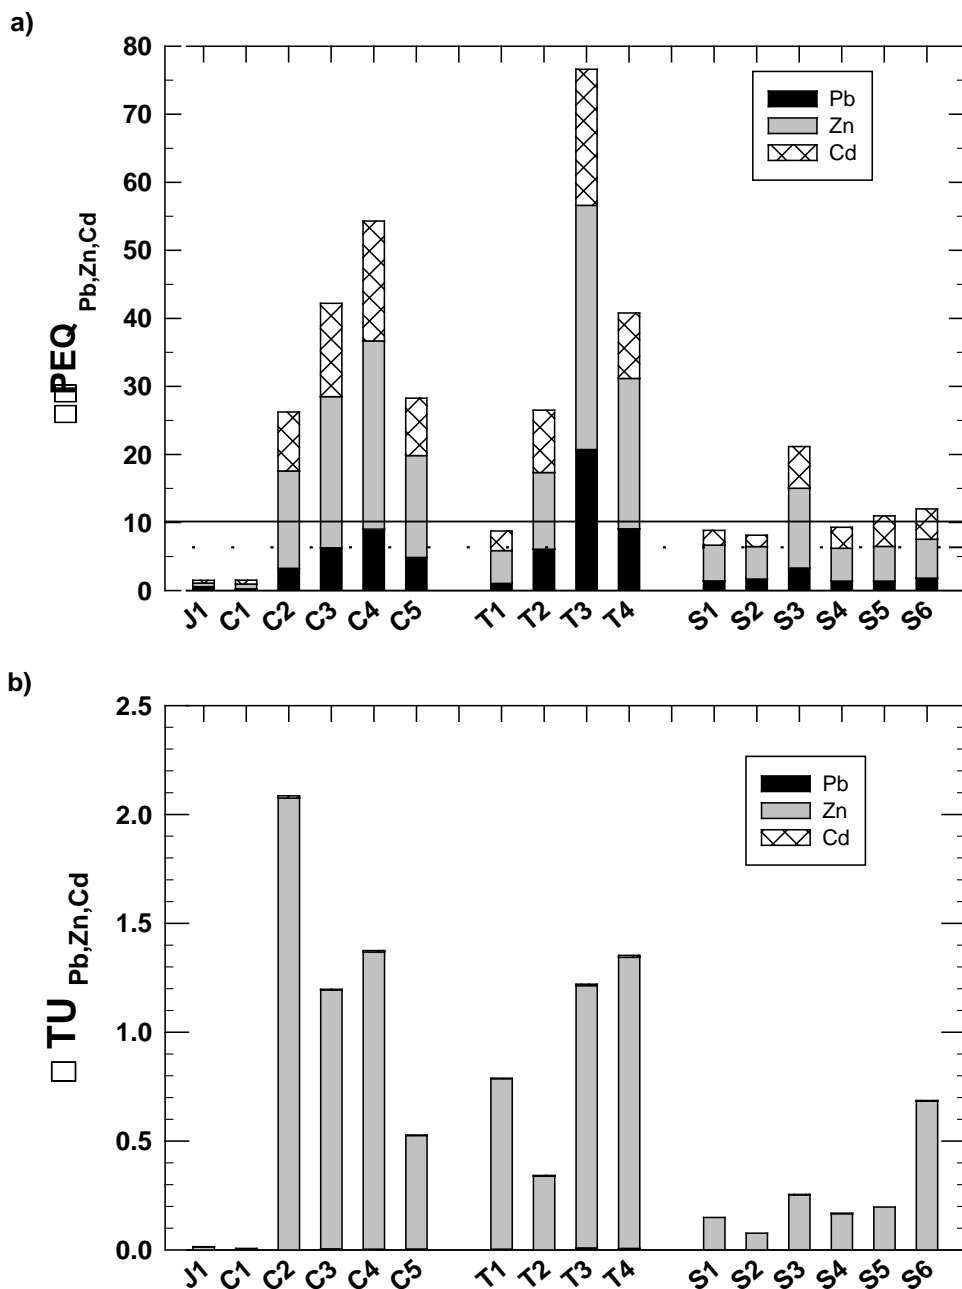 a)
80
70
60
50
40
30
20
10
0
□□PEQ Pb,Zn,Cd
Pb
Zn
Cd
J1 C1 C2 C3 C4 C5 T1 T2 T3 T4 S1 S2 S3 S4 S5 S6
b)
2.5
2.0
1.5
1.0
0.5
0.0
□ TU Pb,Zn,Cd
Pb
Zn
Cd
J1 C1 C2 C3 C4 C5 T1 T2 T3 T4 S1 S2 S3 S4 S5 S6